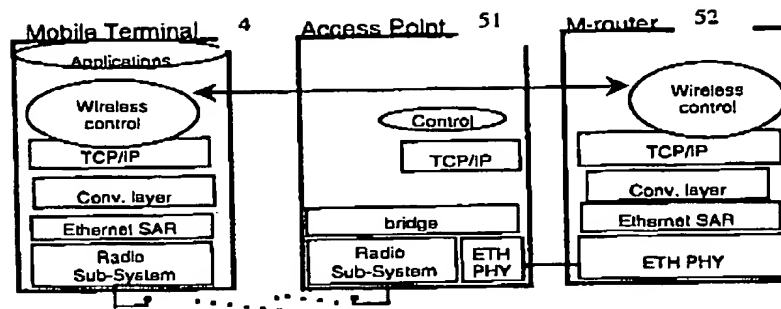 Mobile Terminal 4
Applications
Wireless
control
TCP/IP
Conv. layer
Ethernet SAR
Radio
Sub-System
Access Point 51
Control
TCP/IP
bridge
Radio
Sub-System
ETH
PHY
M-router 52
Wireless
control
TCP/IP
Conv. layer
Ethernet SAR
ETH PHY